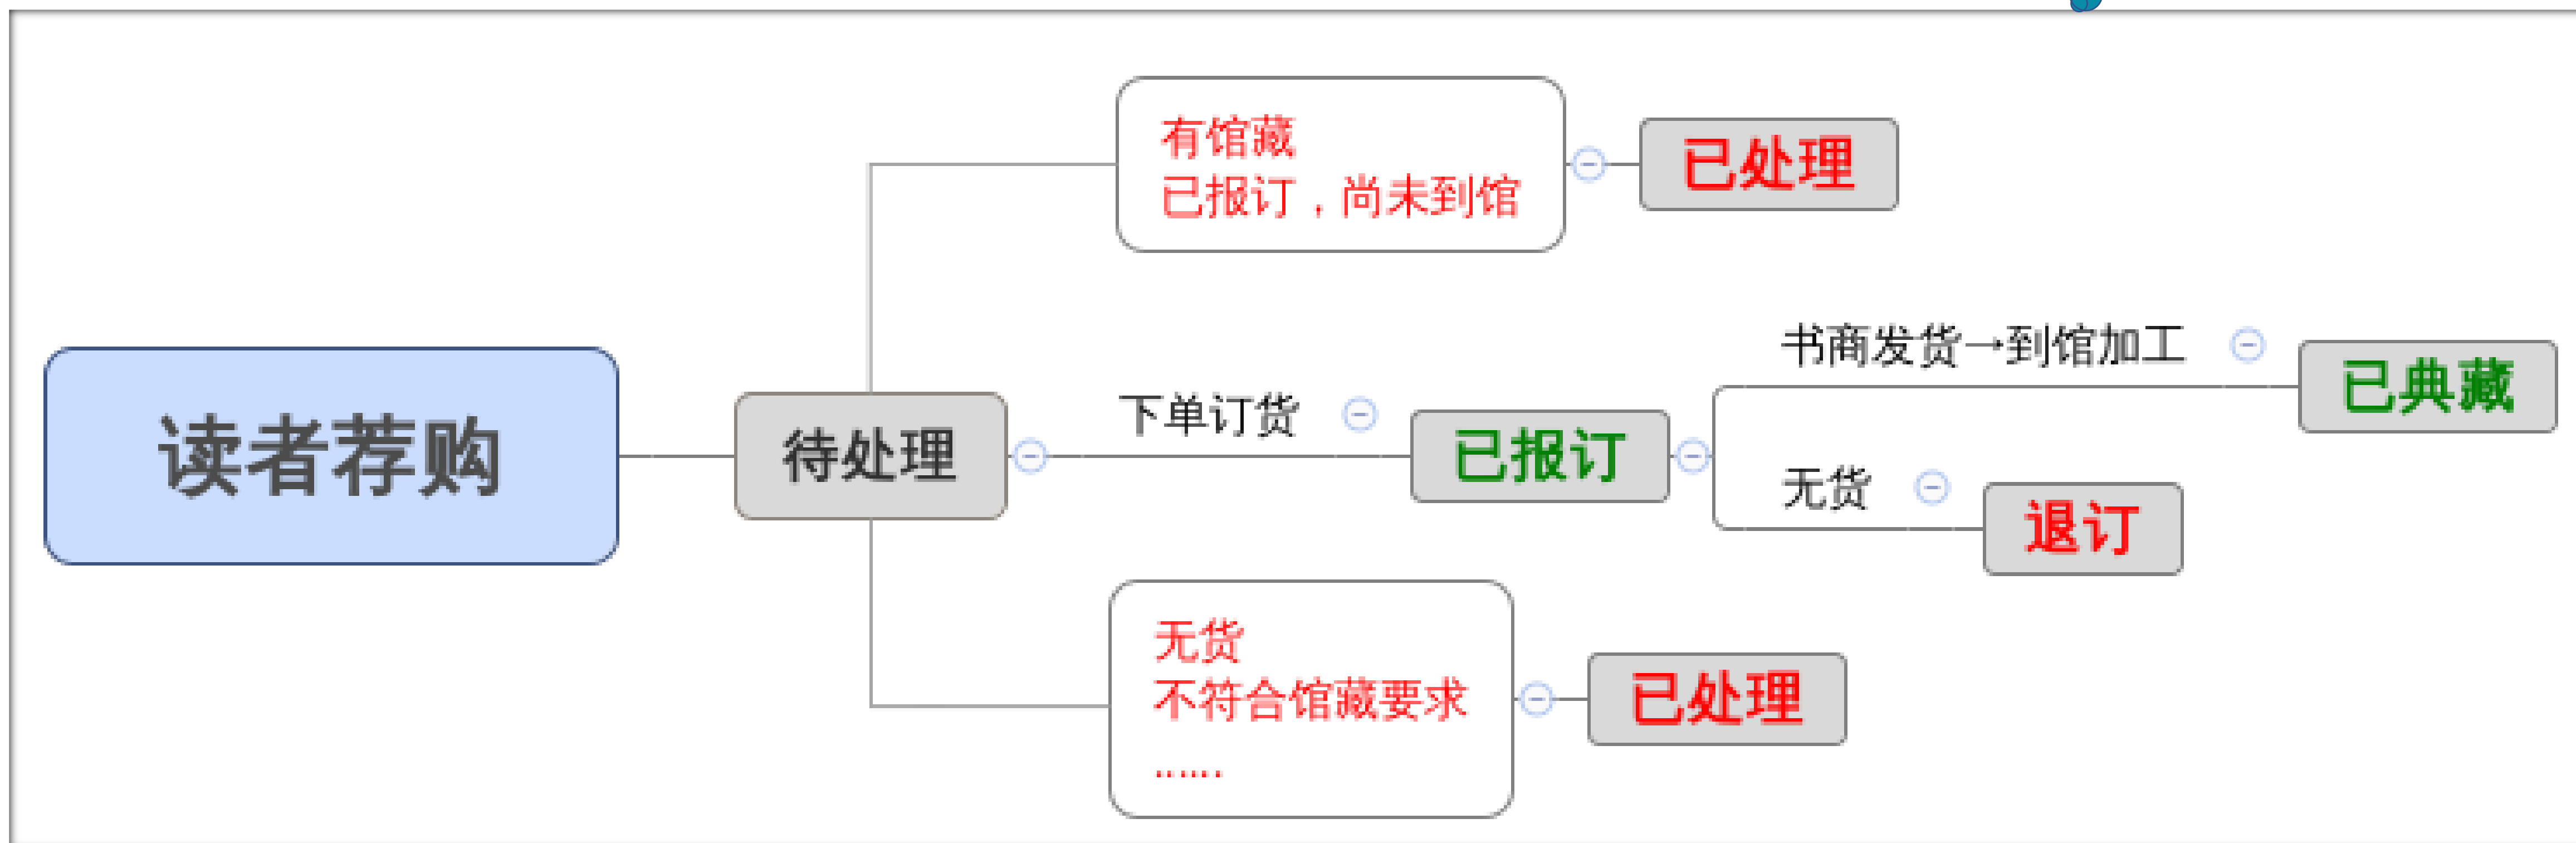 读者荐购
待处理
有馆藏
已报订，尚未到馆
已处理
下单订货
已报订
书商发货→到馆加工
已典藏
无货
退订
无货
不符合馆藏要求
……
已处理